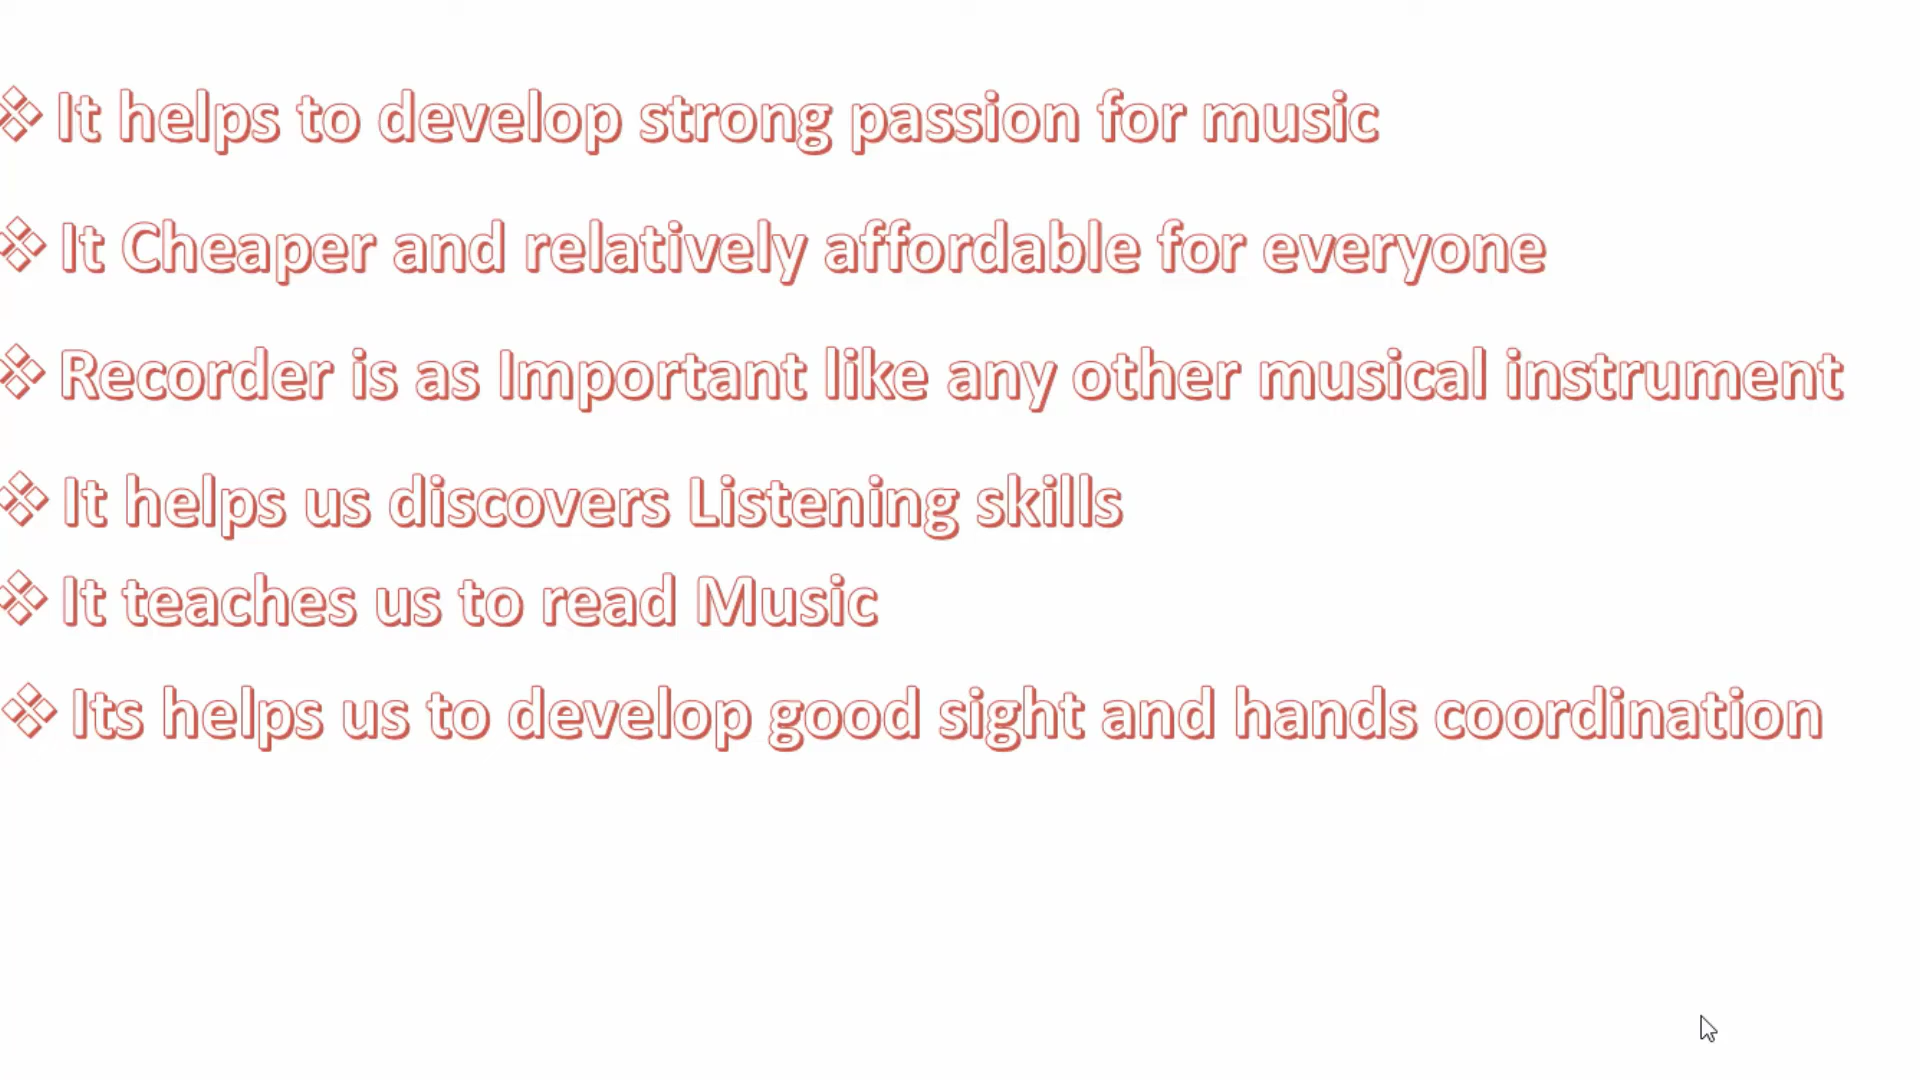 ❖ It helps to develop strong passion for music
❖ It Cheaper and relatively affordable for everyone
❖ Recorder is as Important like any other musical instrument
❖ It helps us discovers Listening skills
❖ It teaches us to read Music
❖ Its helps us to develop good sight and hands coordination